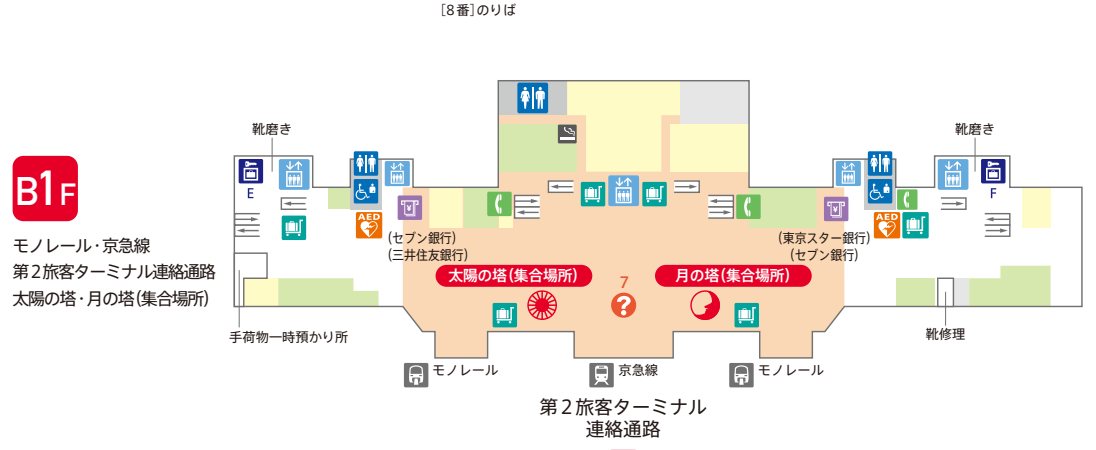 [8番]のりば
靴磨き
靴磨き
B1F
E
F
AED
AED
モノレール・京急線
第2旅客ターミナル連絡通路
太陽の塔・月の塔(集合場所)
(セブン銀行)
(三井住友銀行)
(東京スター銀行)
(セブン銀行)
太陽の塔(集合場所)
月の塔(集合場所)
7
?
手荷物一時預かり所
靴修理
モノレール
京急線
モノレール
第2旅客ターミナル
連絡通路